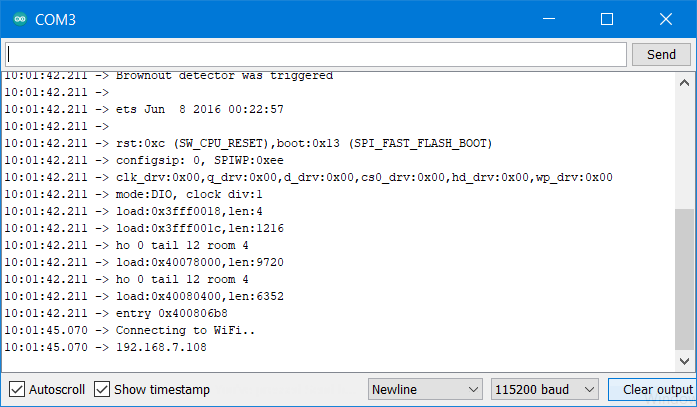 COM3
Send
10:01:42.211 -> Brownout detector was triggered
10:01:42.211 ->
10:01:42.211 -> ets Jun  8 2016 00:22:57
10:01:42.211 ->
10:01:42.211 -> rst:0xc (SW_CPU_RESET),boot:0x13 (SPI_FAST_FLASH_BOOT)
10:01:42.211 -> configsip: 0, SPIWP:0xee
10:01:42.211 -> clk_drv:0x00,q_drv:0x00,d_drv:0x00,cs0_drv:0x00,hd_drv:0x00,wp_drv:0x00
10:01:42.211 -> mode:DIO, clock div:1
10:01:42.211 -> load:0x3fff0018,len:4
10:01:42.211 -> load:0x3fff001c,len:1216
10:01:42.211 -> ho 0 tail 12 room 4
10:01:42.211 -> load:0x40078000,len:9720
10:01:42.211 -> ho 0 tail 12 room 4
10:01:42.211 -> load:0x40080400,len:6352
10:01:42.211 -> entry 0x400806b8
10:01:45.070 -> Connecting to WiFi..
10:01:45.070 -> 192.168.7.108
Autoscroll Show timestamp Newline 115200 baud Clear output